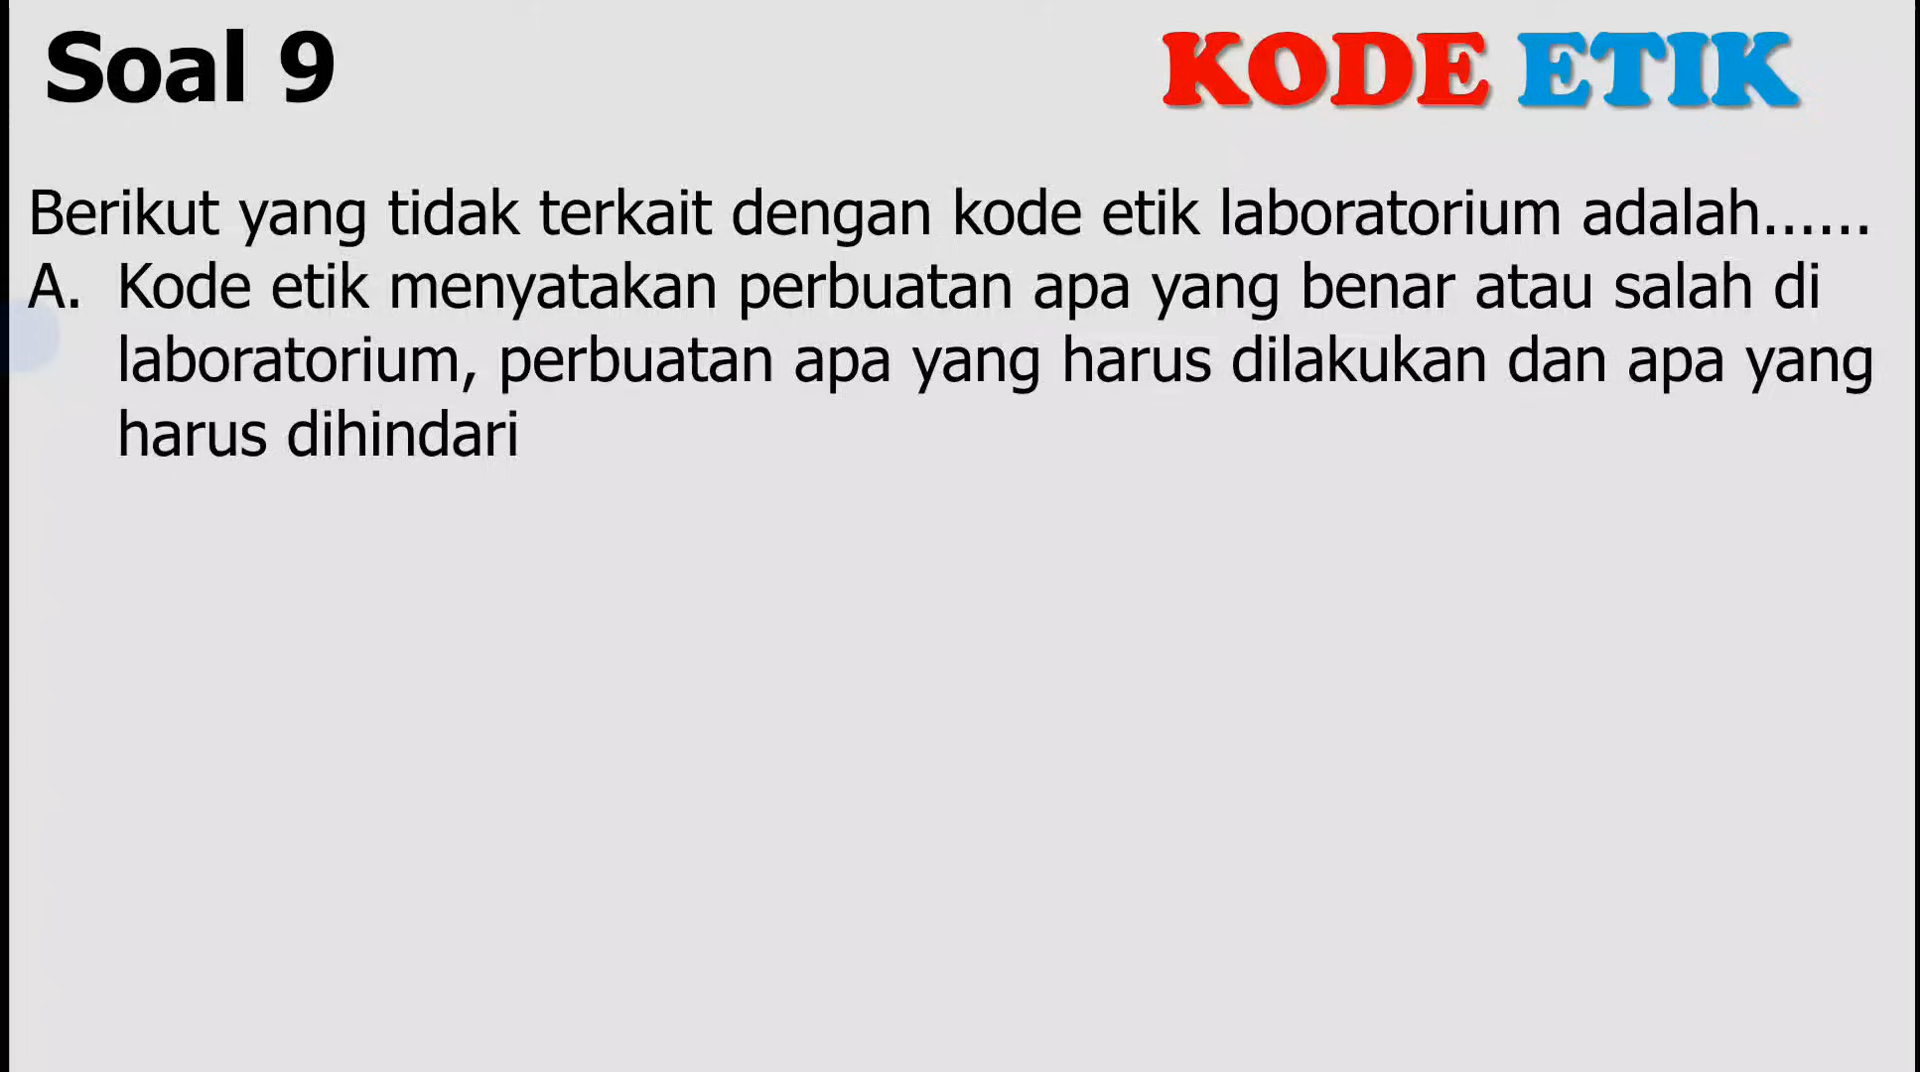 Soal 9
KODE ETIK
Berikut yang tidak terkait dengan kode etik laboratorium adalah......
A. Kode etik menyatakan perbuatan apa yang benar atau salah di
laboratorium, perbuatan apa yang harus dilakukan dan apa yang
harus dihindari